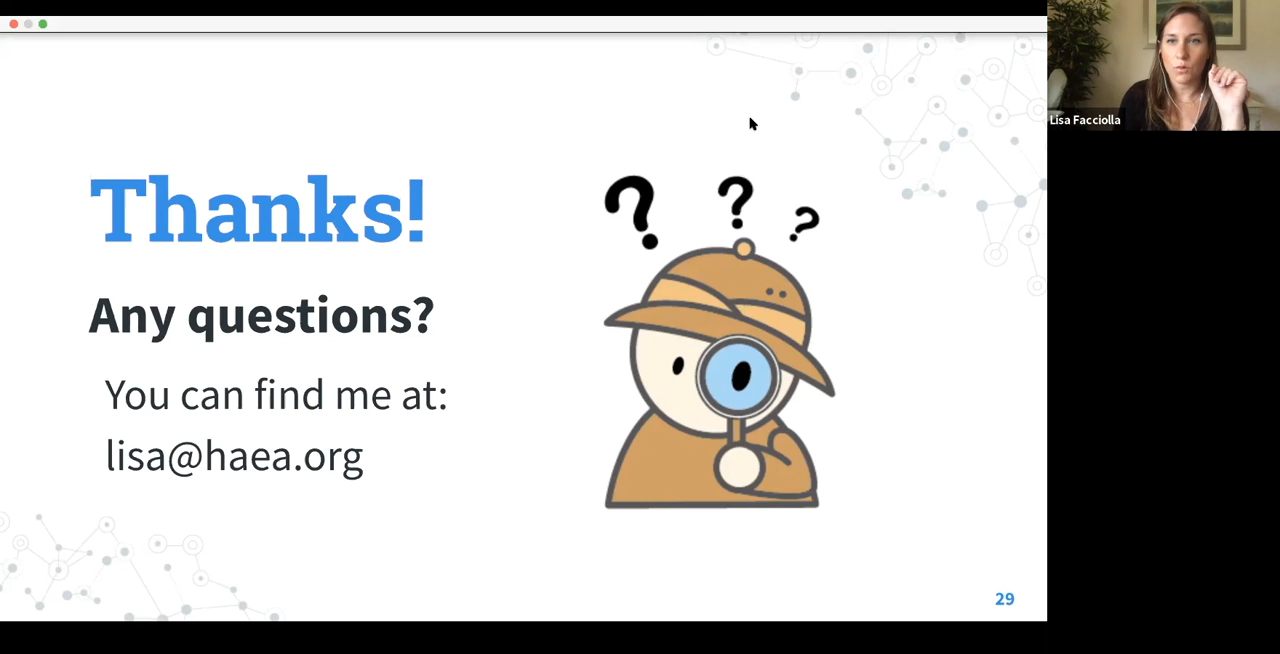 Thanks!
Any questions?
You can find me at:
lisa@haea.org
? ? ?
29
Lisa Facciolla